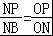 NP/NB = OP/ON